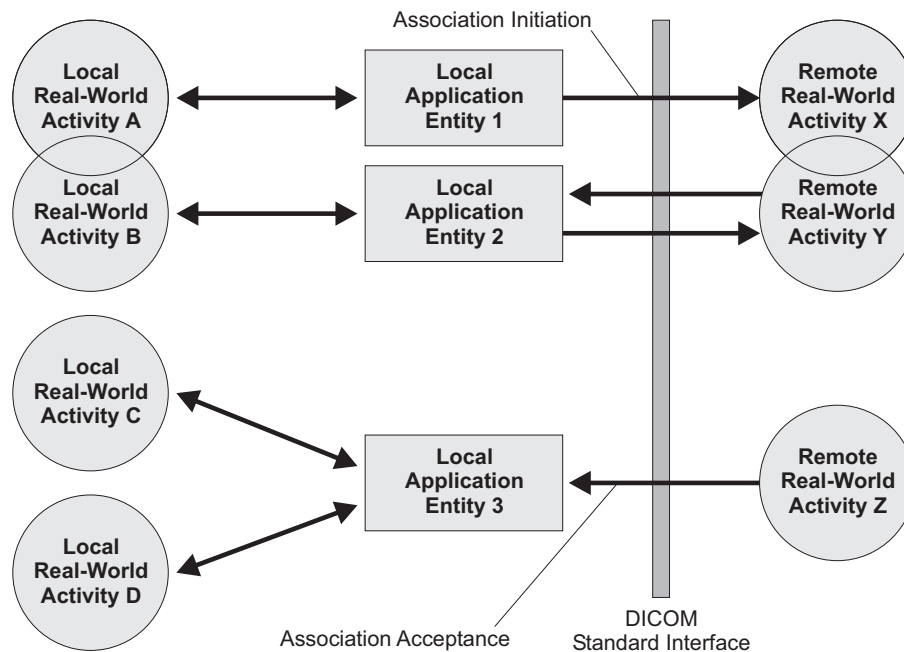 Association Initiation
Local
Real-World
Activity A
Local
Application
Entity 1
Remote
Real-World
Activity X
Local
Real-World
Activity B
Local
Application
Entity 2
Remote
Real-World
Activity Y
Local
Real-World
Activity C
Local
Application
Entity 3
Remote
Real-World
Activity Z
Local
Real-World
Activity D
Association Acceptance
DICOM
Standard Interface